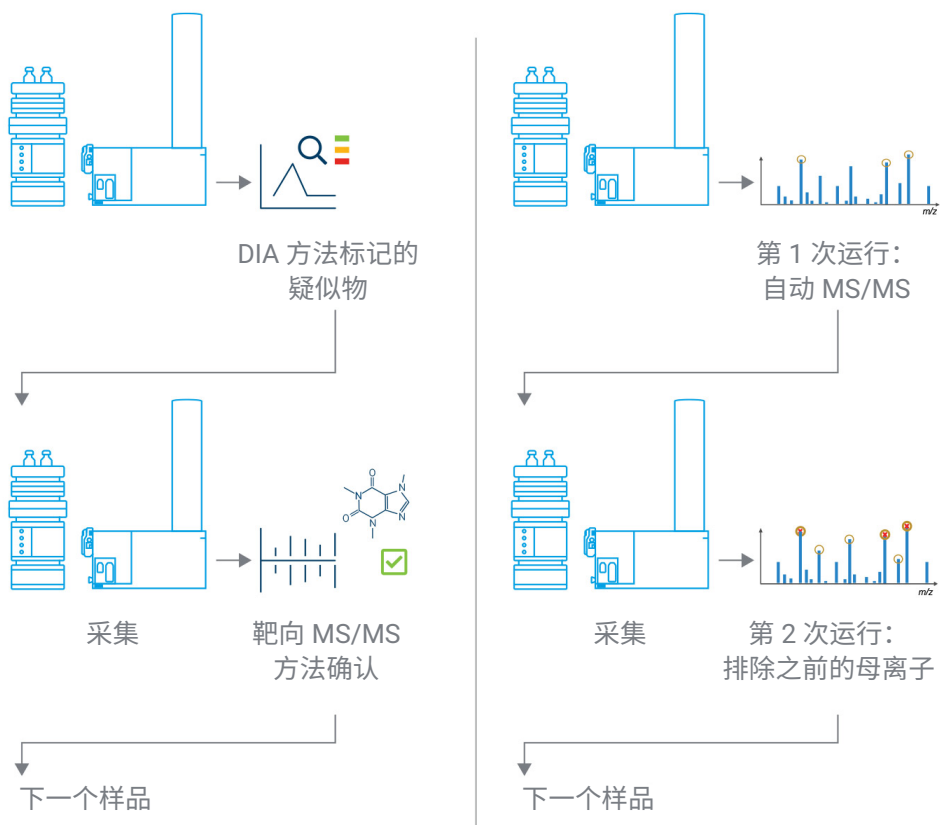 DIA 方法标记的
疑似物
采集
靶向 MS/MS
方法确认
O
N
N
O
N
N
下一个样品
m/z
第 1 次运行：
自动 MS/MS
m/z
采集
第 2 次运行：
排除之前的母离子
下一个样品